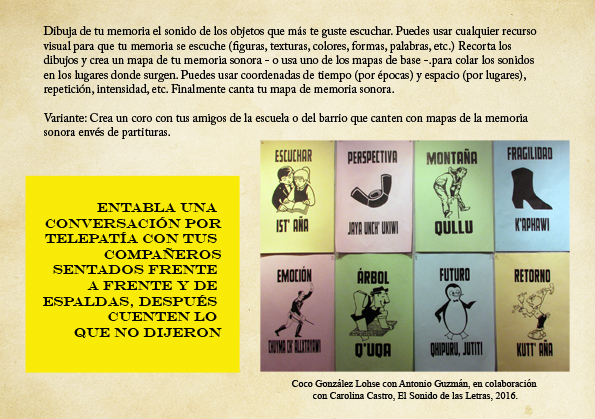 Dibuja de tu memoria el sonido de los objetos que más te guste escuchar. Puedes usar cualquier recurso
visual para que tu memoria se escuche (figuras, texturas, colores, formas, palabras, etc.) Recorta los
dibujos y crea un mapa de tu memoria sonora - o usa uno de los mapas de base -.para colar los sonidos
en los lugares donde surgen. Puedes usar coordenadas de tiempo (por épocas) y espacio (por lugares),
repetición, intensidad, etc. Finalmente canta tu mapa de memoria sonora.
Variante: Crea un coro con tus amigos de la escuela o del barrio que canten con mapas de la memoria
sonora envés de partituras.
ENTABLA UNA
CONVERSACIÓN POR
TELEPATÍA CON TUS
COMPAÑEROS
SENTADOS FRENTE
A FRENTE Y DE
ESPALDAS, DESPUÉS
CUENTEN LO
QUE NO DIJERON
ESCUCHAR
IST' AÑA
PERSPECTIVA
JAYA UNCH' UKIWI
MONTAÑA
QULLU
FRAGILIDAD
K'APHAWI
EMOCIÓN
CHUYMA CH' ALLXTAYAWI
ÁRBOL
Q'UQA
FUTURO
QHIPURU, JUTITI
RETORNO
KUTT' AÑA
Coco González Lohse con Antonio Guzmán, en colaboración
con Carolina Castro, El Sonido de las Letras, 2016.